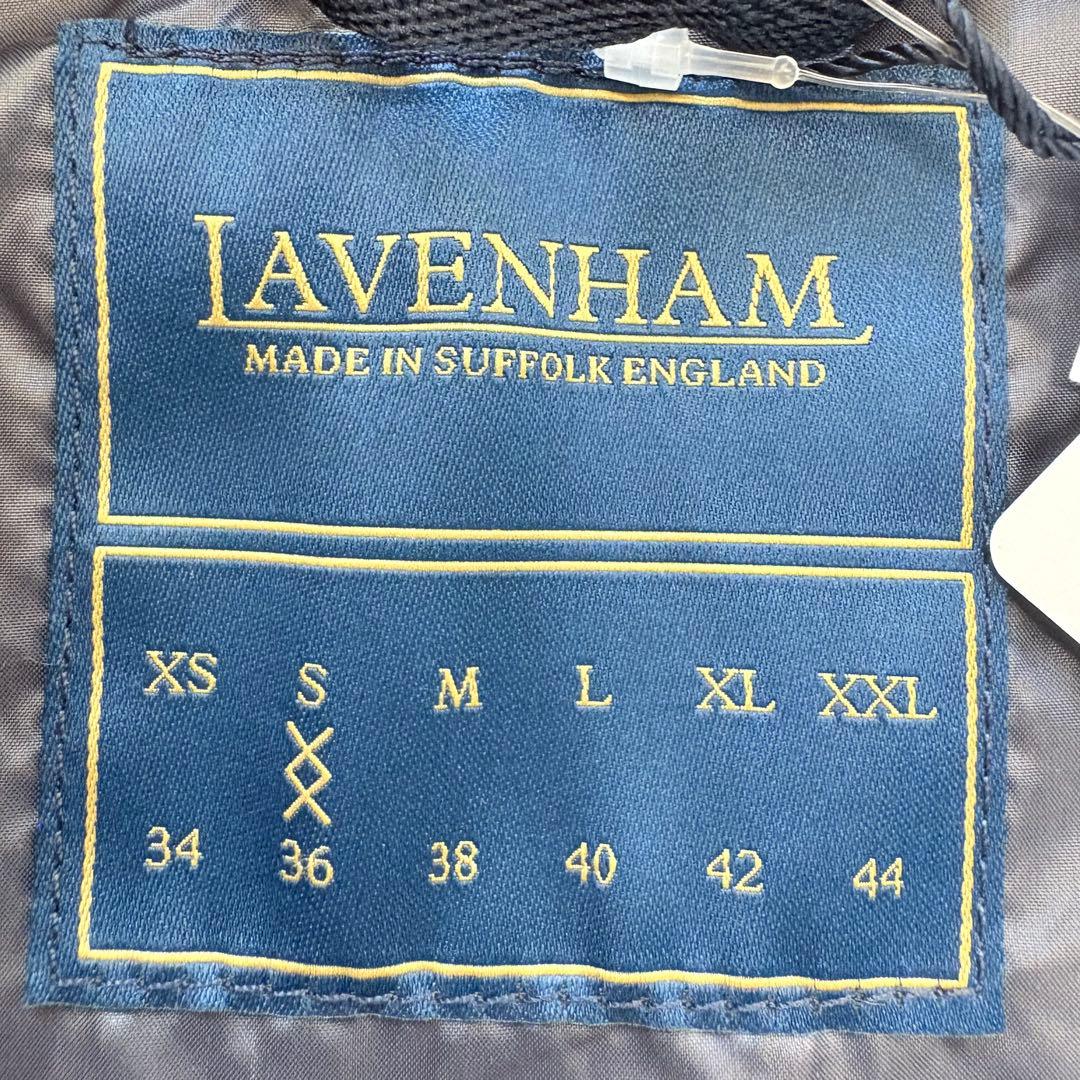 LAVENHAM
MADE IN SUFFOLK ENGLAND
XS S M L XL XXL
34 36 38 40 42 44